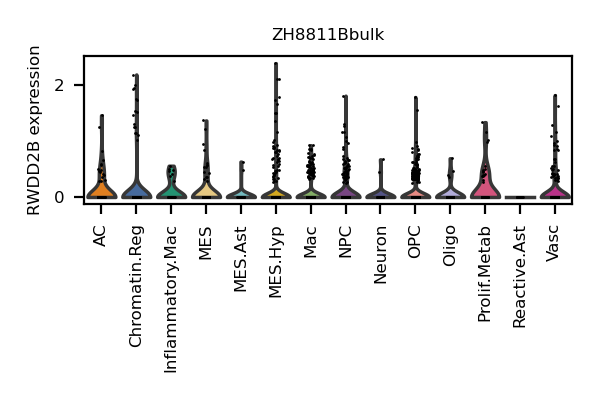 ZH8811Bbulk
RWDD2B expression
2
0
AC
Chromatin.Reg
Inflammatory.Mac
MES
MES.Ast
MES.Hyp
Mac
NPC
Neuron
OPC
Oligo
Prolif.Metab
Reactive.Ast
Vasc